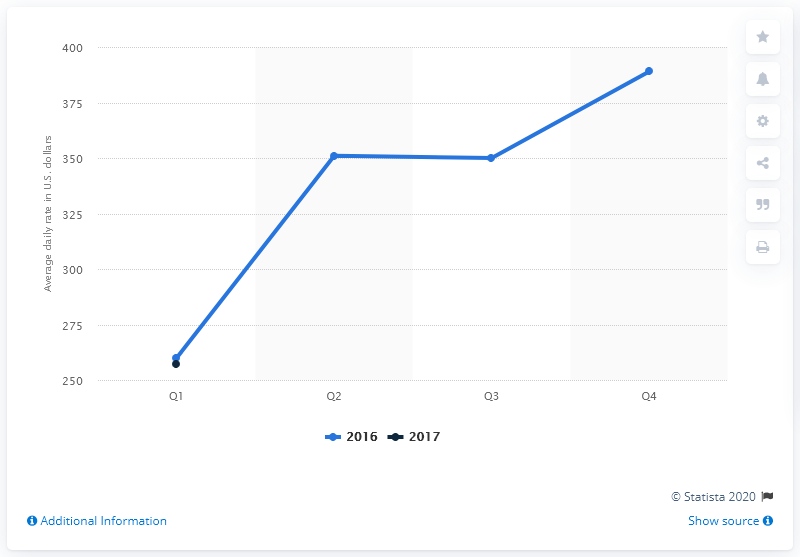 400
375
350
325
300
275
250
Average daily rate in U.S. dollars
Q1 Q2 Q3 Q4
2016 2017
© Statista 2020
Additional Information Show source